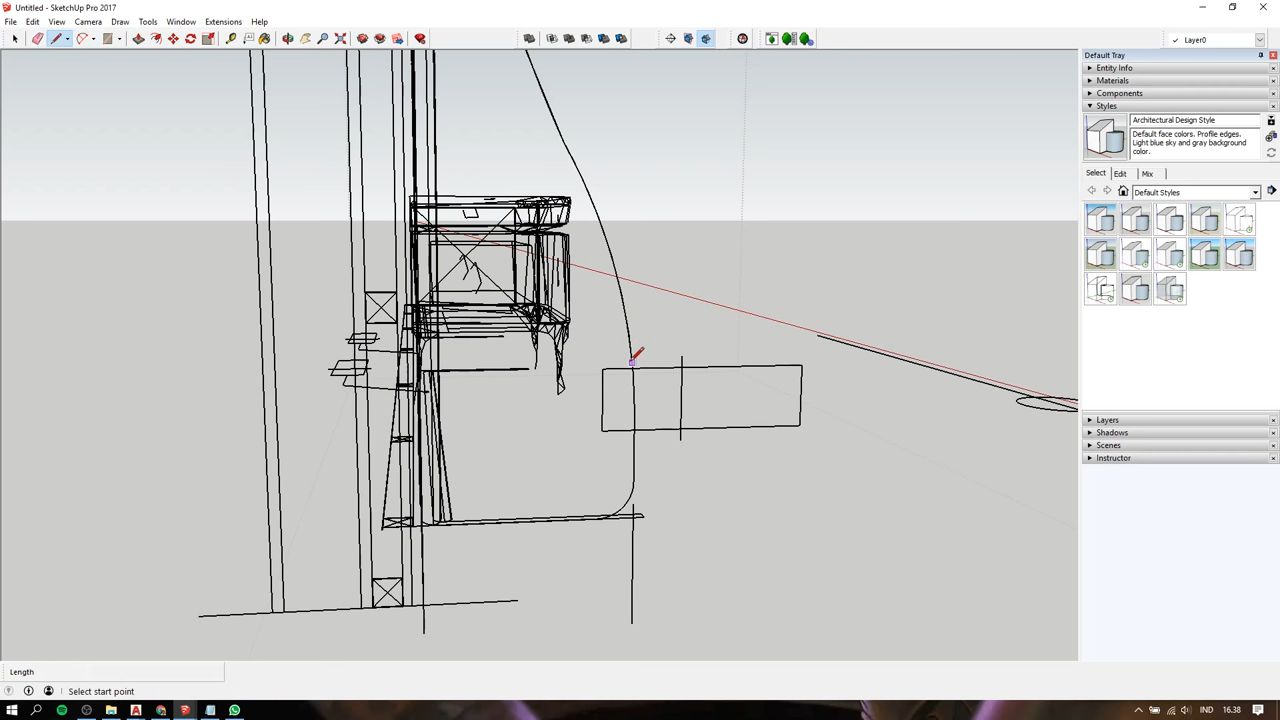 Untitled - SketchUp Pro 2017
File Edit View Camera Draw Tools Window Extensions Help
Layer0
Default Tray
Entity Info
Materials
Components
Styles
Architectural Design Style
Default face colors. Profile edges.
Light blue sky and gray background
color.
Select Edit Mix
Default Styles
Layers
Shadows
Scenes
Instructor
Length
Select start point
IND 16.38